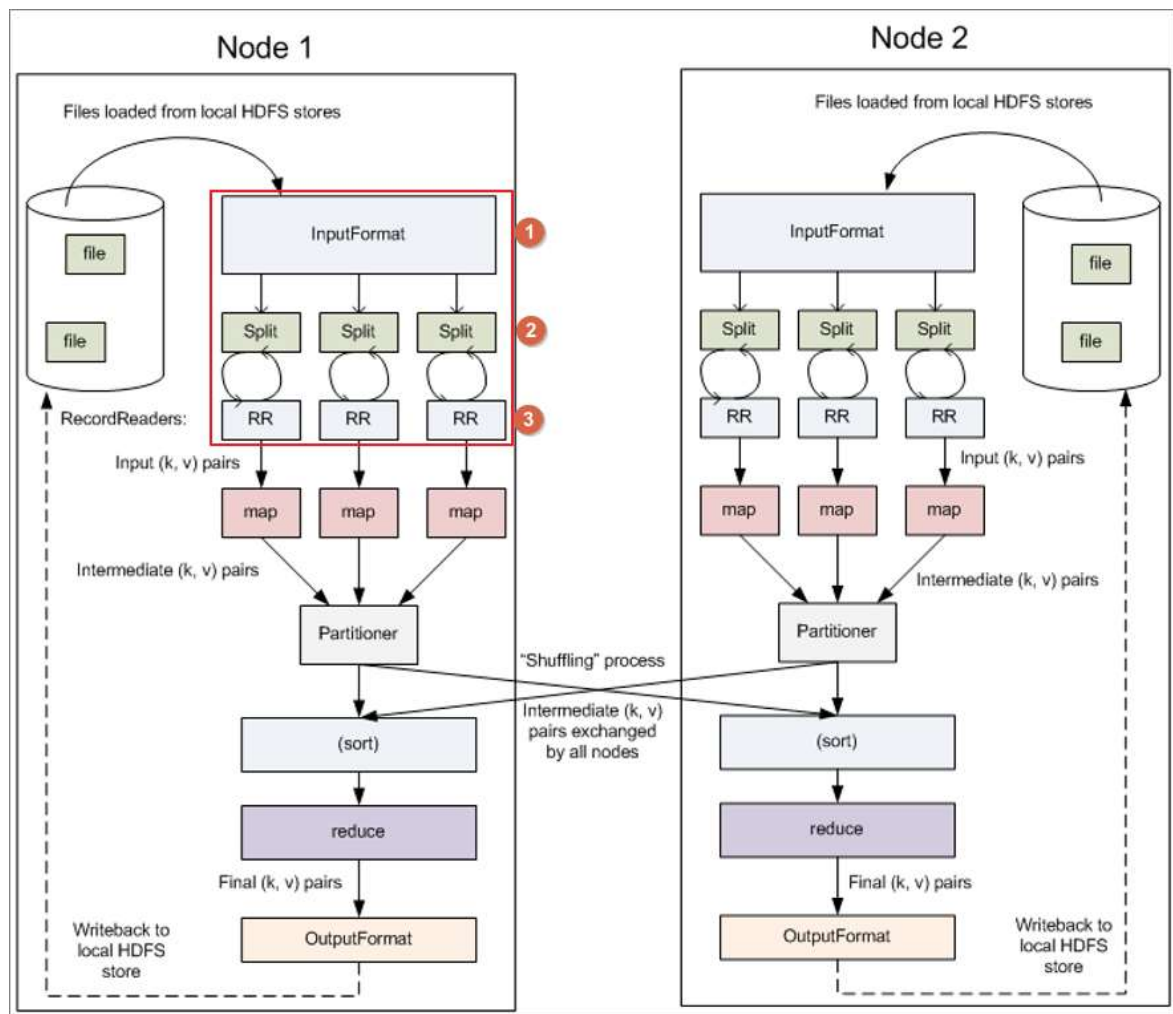 Node 1
Node 2
Files loaded from local HDFS stores
Files loaded from local HDFS stores
InputFormat
1
InputFormat
file
file
file
file
Split
Split
Split
2
Split
Split
Split
RecordReaders:
RR
RR
RR
3
RR
RR
RR
Input (k, v) pairs
Input (k, v) pairs
map
map
map
map
map
map
Intermediate (k, v) pairs
Intermediate (k, v) pairs
Partitioner
Partitioner
"Shuffling" process
Intermediate (k, v)
pairs exchanged
by all nodes
(sort)
(sort)
reduce
reduce
Final (k, v) pairs
Final (k, v) pairs
Writeback to
local HDFS
store
OutputFormat
OutputFormat
Writeback to
local HDFS
store